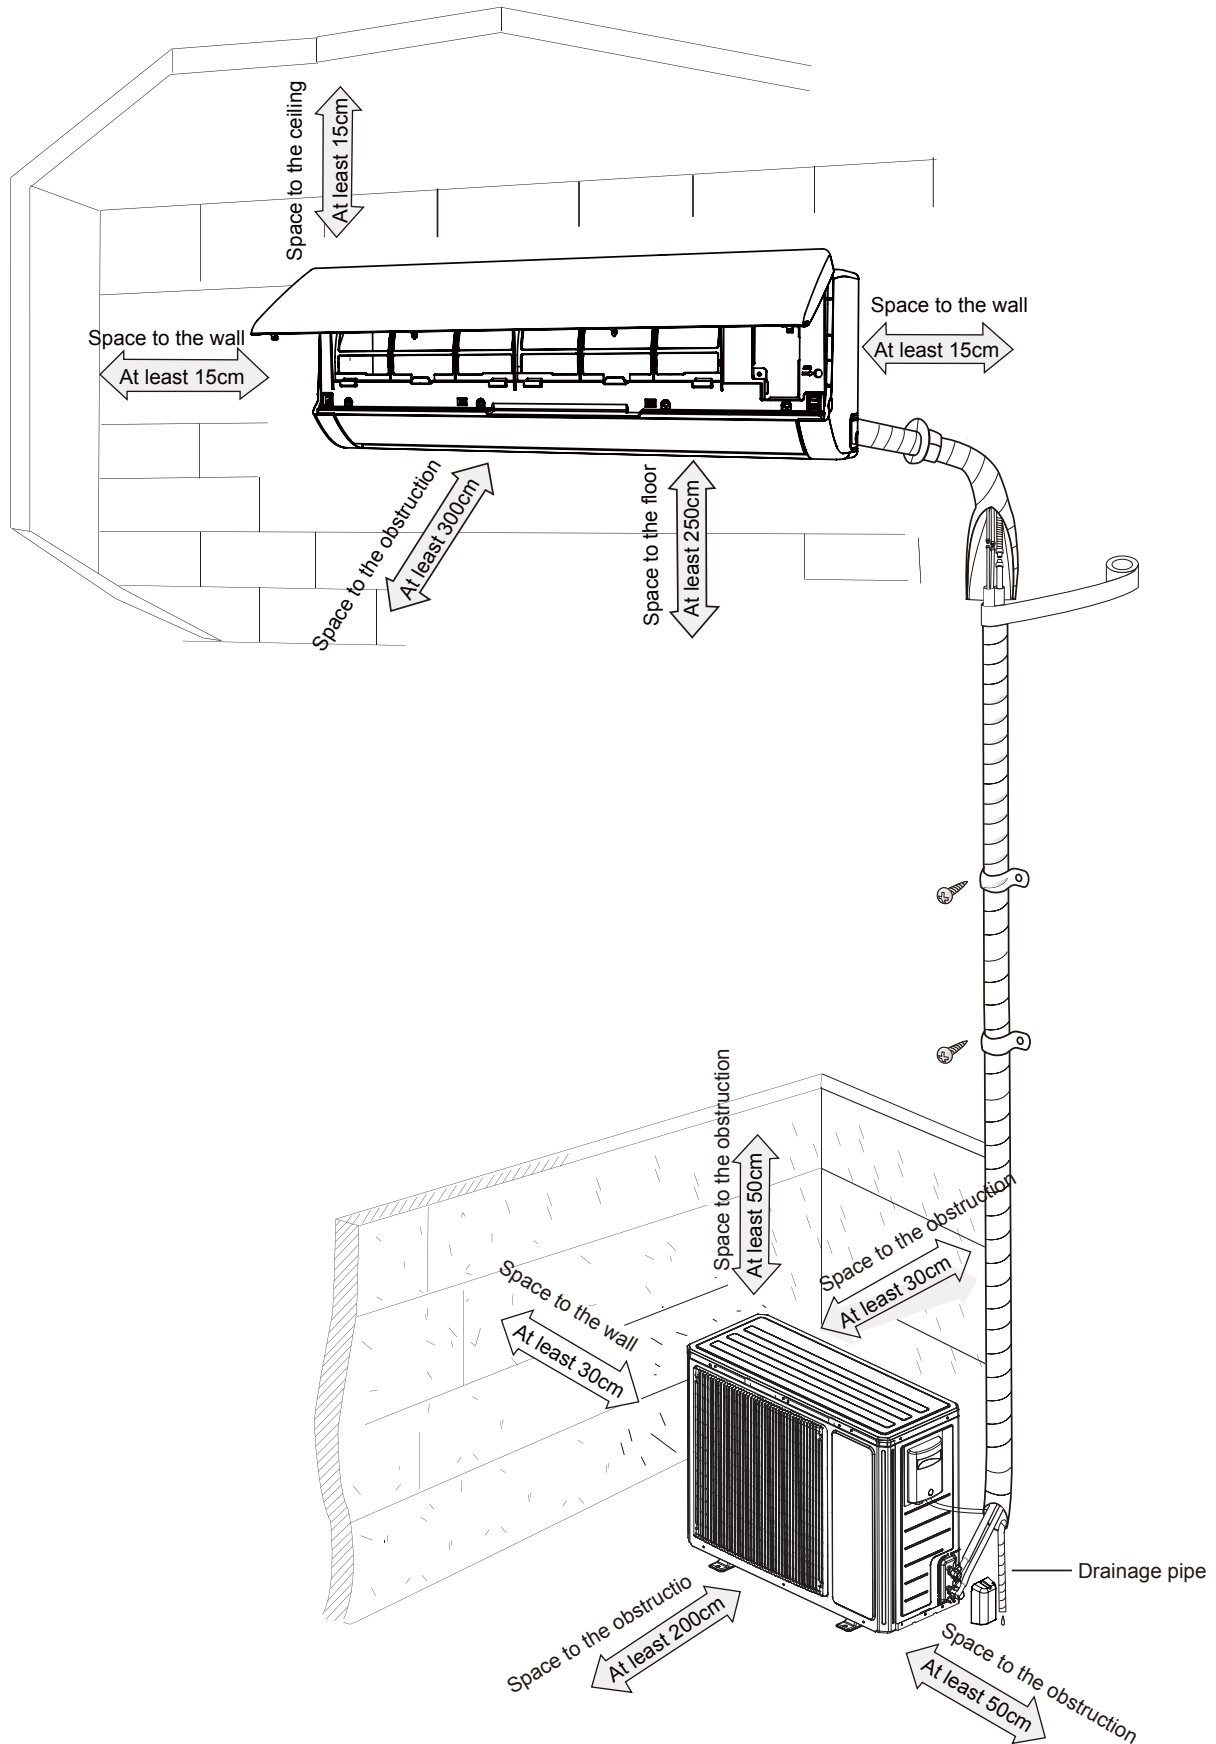 Space to the ceiling
At least 15cm
Space to the wall
At least 15cm
Space to the wall
At least 15cm
Space to the obstruction
At least 300cm
Space to the floor
At least 250cm
Space to the obstruction
At least 50cm
Space to the obstruction
At least 30cm
Space to the wall
At least 30cm
Drainage pipe
Space to the obstructio
At least 200cm
Space to the obstruction
At least 50cm